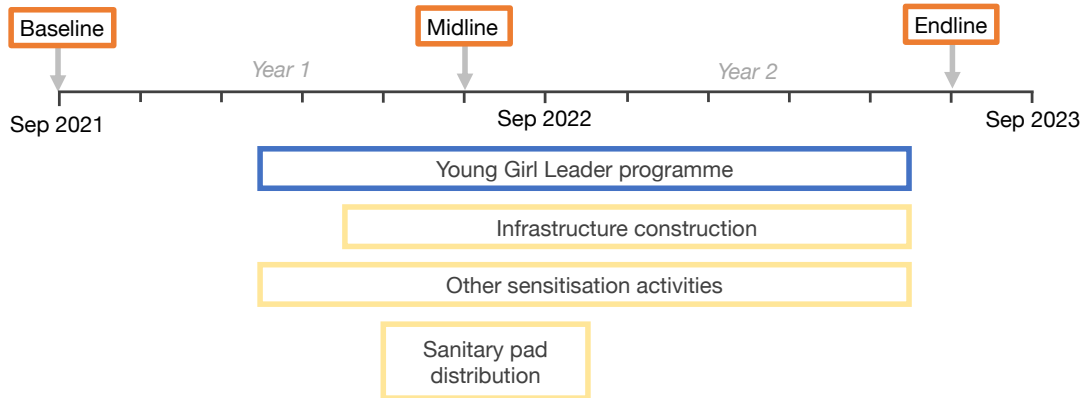 Baseline
Midline
Endline
Year 1
Year 2
Sep 2021
Sep 2022
Sep 2023
Young Girl Leader programme
Infrastructure construction
Other sensitisation activities
Sanitary pad
distribution